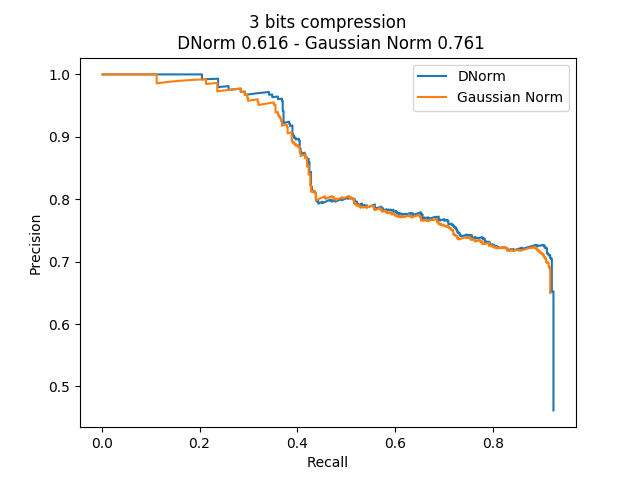 3 bits compression
DNorm 0.616 - Gaussian Norm 0.761
DNorm
Gaussian Norm
1.0
0.9
0.8
0.7
0.6
0.5
Precision
0.0
0.2
0.4
0.6
0.8
Recall